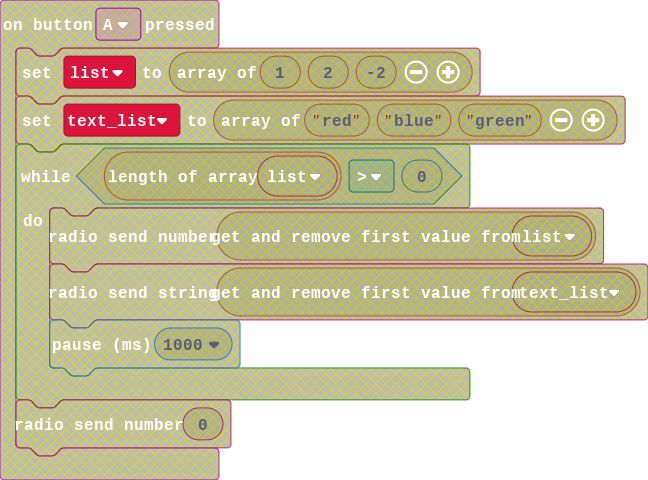 on button A pressed
set list to array of 1 2 -2
set text_list to array of "red" "blue" "green"
while length of array list > 0
do
radio send number get and remove first value from list
radio send string get and remove first value from text_list
pause (ms) 1000
radio send number 0